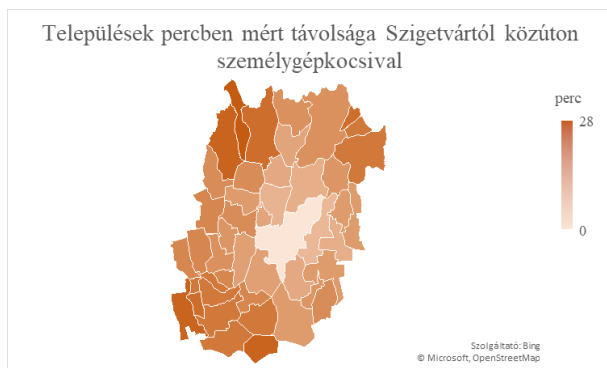 Települések percben mért távolsága Szigetvártól közúton
személygépkocsival
perc
28
0
Szolgáltató: Bing
© Microsoft, OpenStreetMap